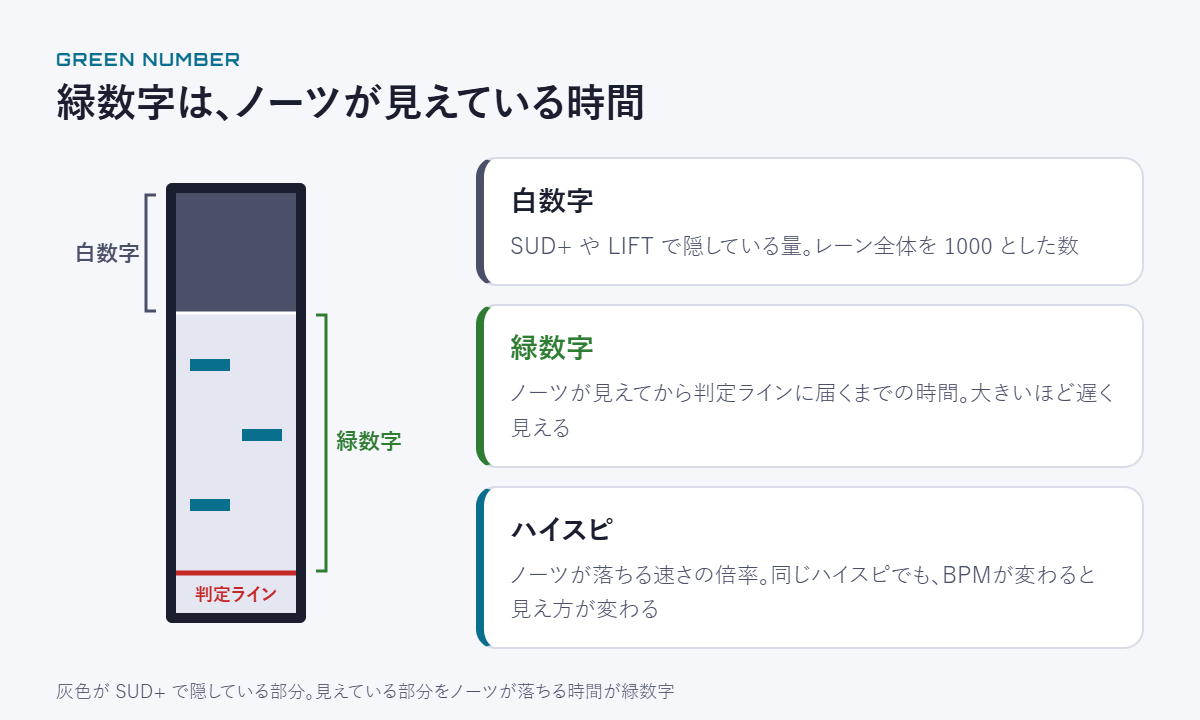 GREEN NUMBER
緑数字は、ノーツが見えている時間
白数字
緑数字
判定ライン
白数字
SUD+ や LIFT で隠している量。レーン全体を 1000 とした数
緑数字
ノーツが見えてから判定ラインに届くまでの時間。大きいほど遅く
見える
ハイスピ
ノーツが落ちる速さの倍率。同じハイスピでも、BPMが変わると
見え方が変わる
灰色が SUD+ で隠している部分。見えている部分をノーツが落ちる時間が緑数字